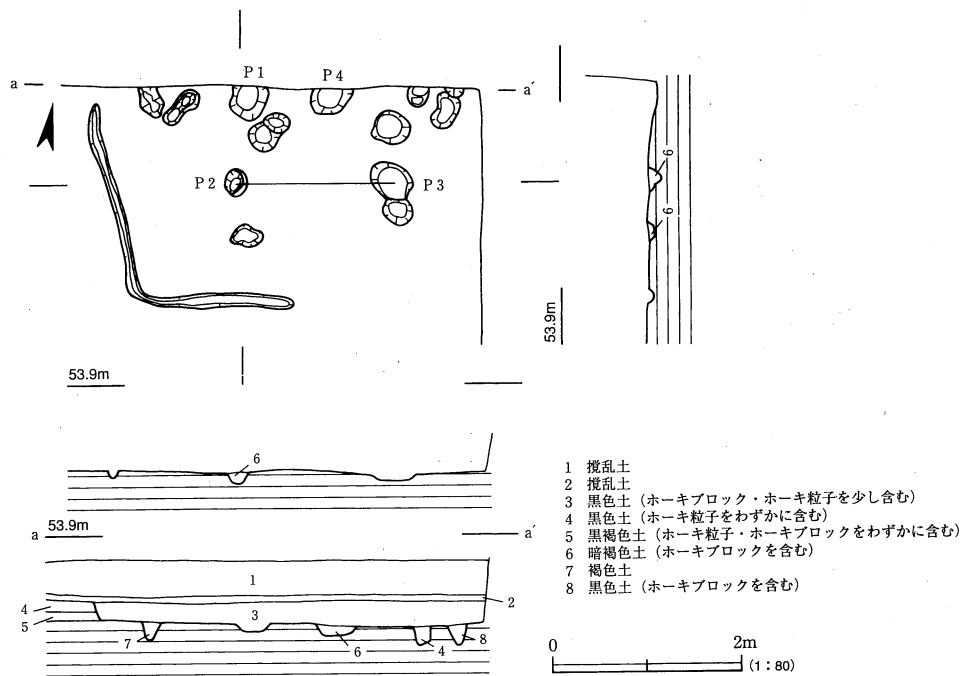 P1 P4
a a´
P2 P3
6
6
53.9m
53.9m
6
a 53.9m a´
1
2
3
4
5
7 6 4 8
1 撹乱土
2 撹乱土
3 黒色土（ホーキブロック・ホーキ粒子を少し含む）
4 黒色土（ホーキ粒子をわずかに含む）
5 黒褐色土（ホーキ粒子・ホーキブロックをわずかに含む）
6 暗褐色土（ホーキブロックを含む）
7 褐色土
8 黒色土（ホーキブロックを含む）
0 2m
（1：80）